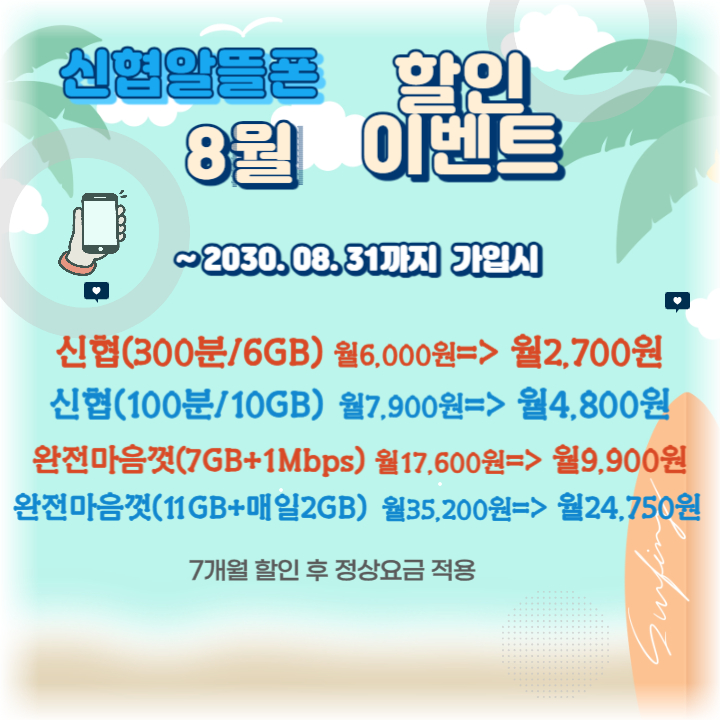 신협알뜰폰 할인
8월 이벤트
~ 2030. 08. 31까지 가입시
신협(300분/6GB) 월6,000원=> 월2,700원
신협(100분/10GB) 월7,900원=> 월4,800원
완전마음껏(7GB+1Mbps) 월17,600원=> 월9,900원
완전마음껏(11GB+매일2GB) 월35,200원=> 월24,750원
7개월 할인 후 정상요금 적용
Surfing